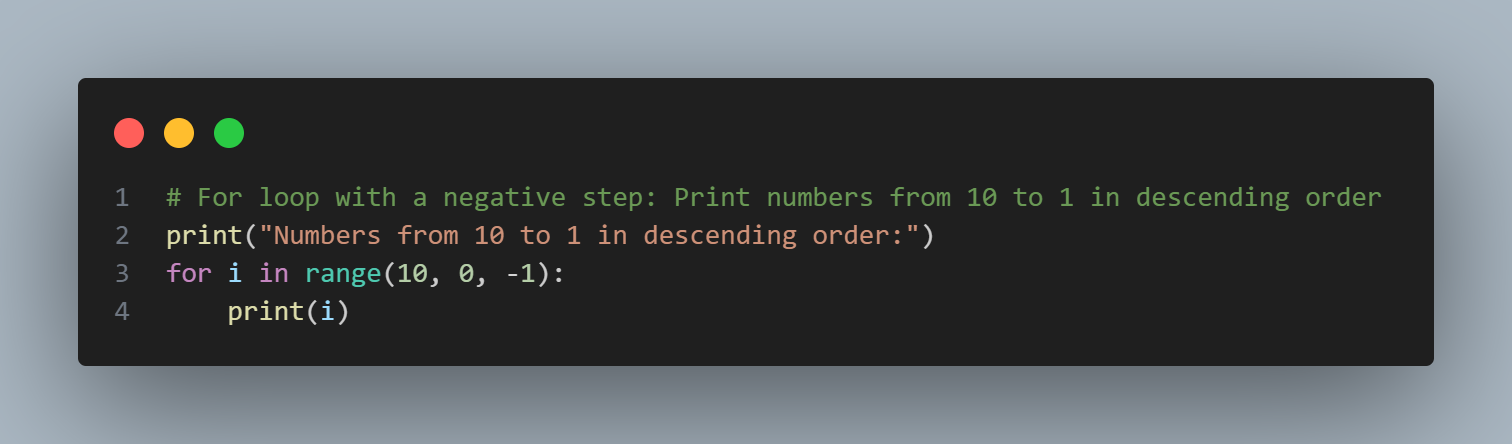 1 # For loop with a negative step: Print numbers from 10 to 1 in descending order
2 print("Numbers from 10 to 1 in descending order:")
3 for i in range(10, 0, -1):
4     print(i)